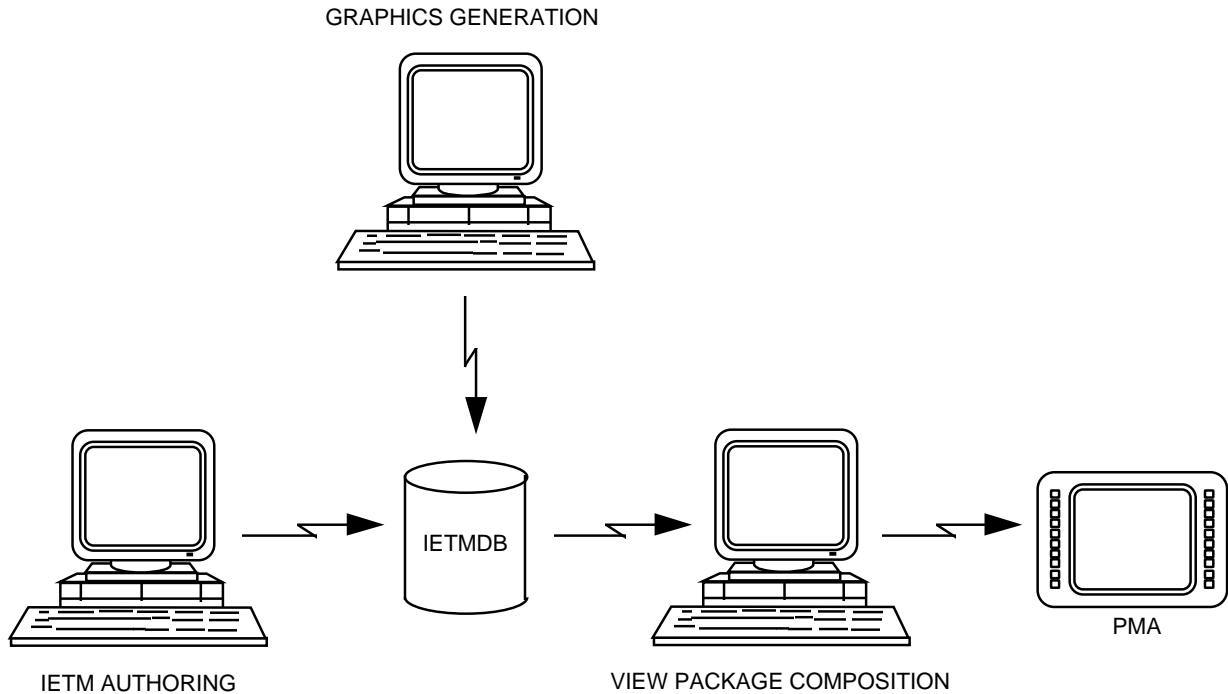 GRAPHICS GENERATION
IETMDB
PMA
IETM AUTHORING
VIEW PACKAGE COMPOSITION